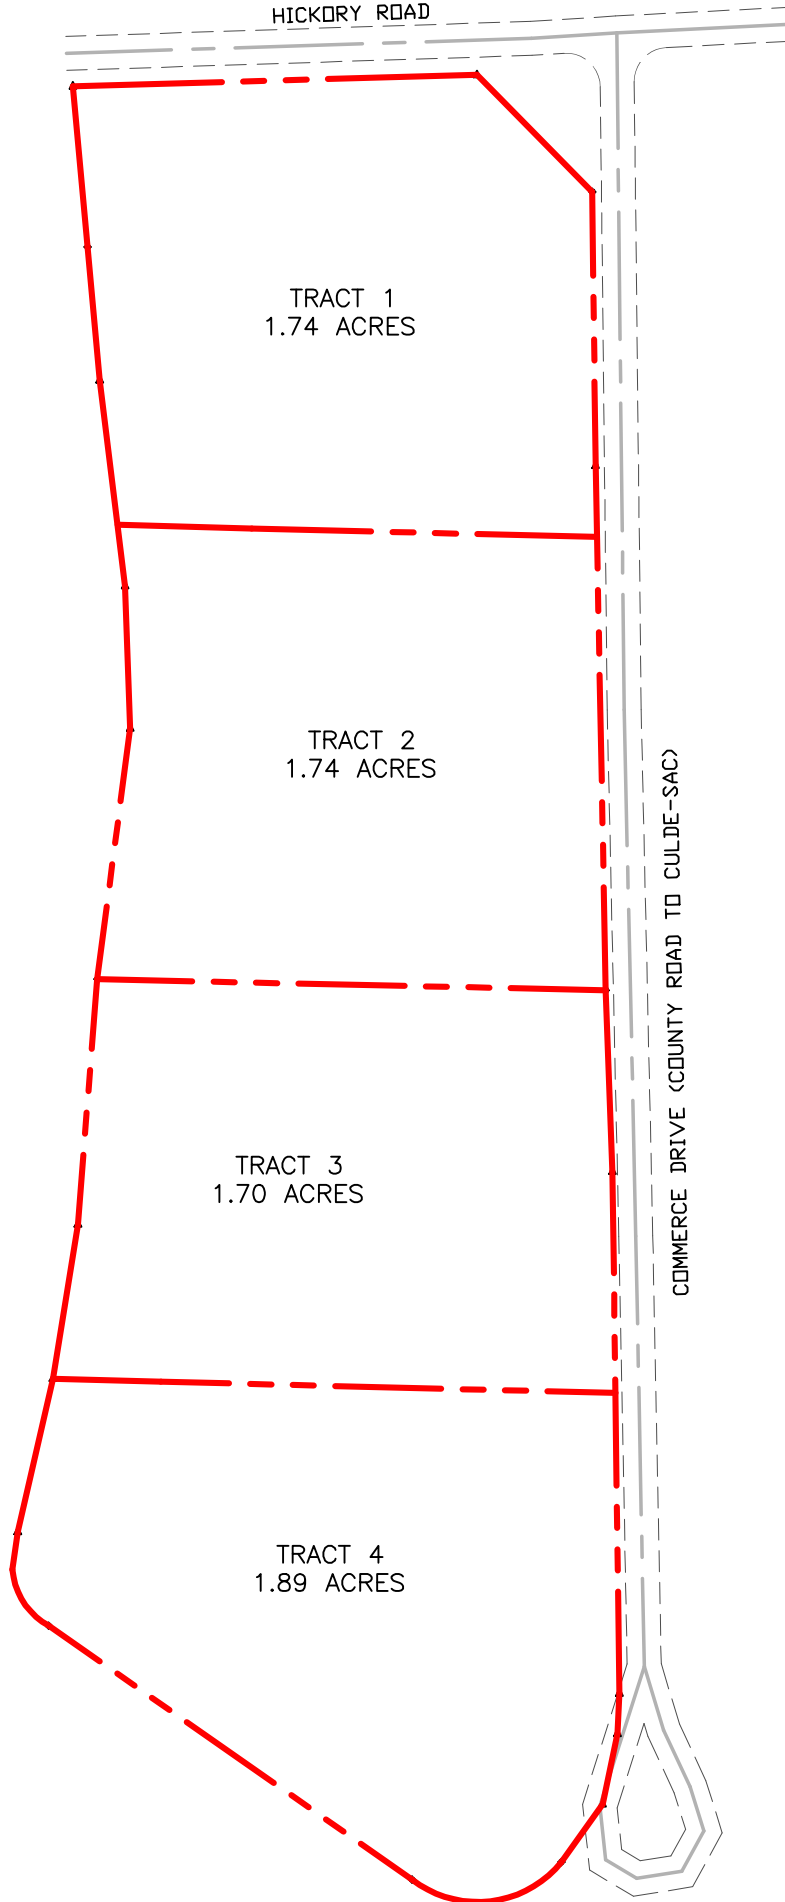 HICKORY ROAD
TRACT 1
1.74 ACRES
TRACT 2
1.74 ACRES
COMMERCE DRIVE (COUNTY ROAD TO CULDE-SAC)
TRACT 3
1.70 ACRES
TRACT 4
1.89 ACRES